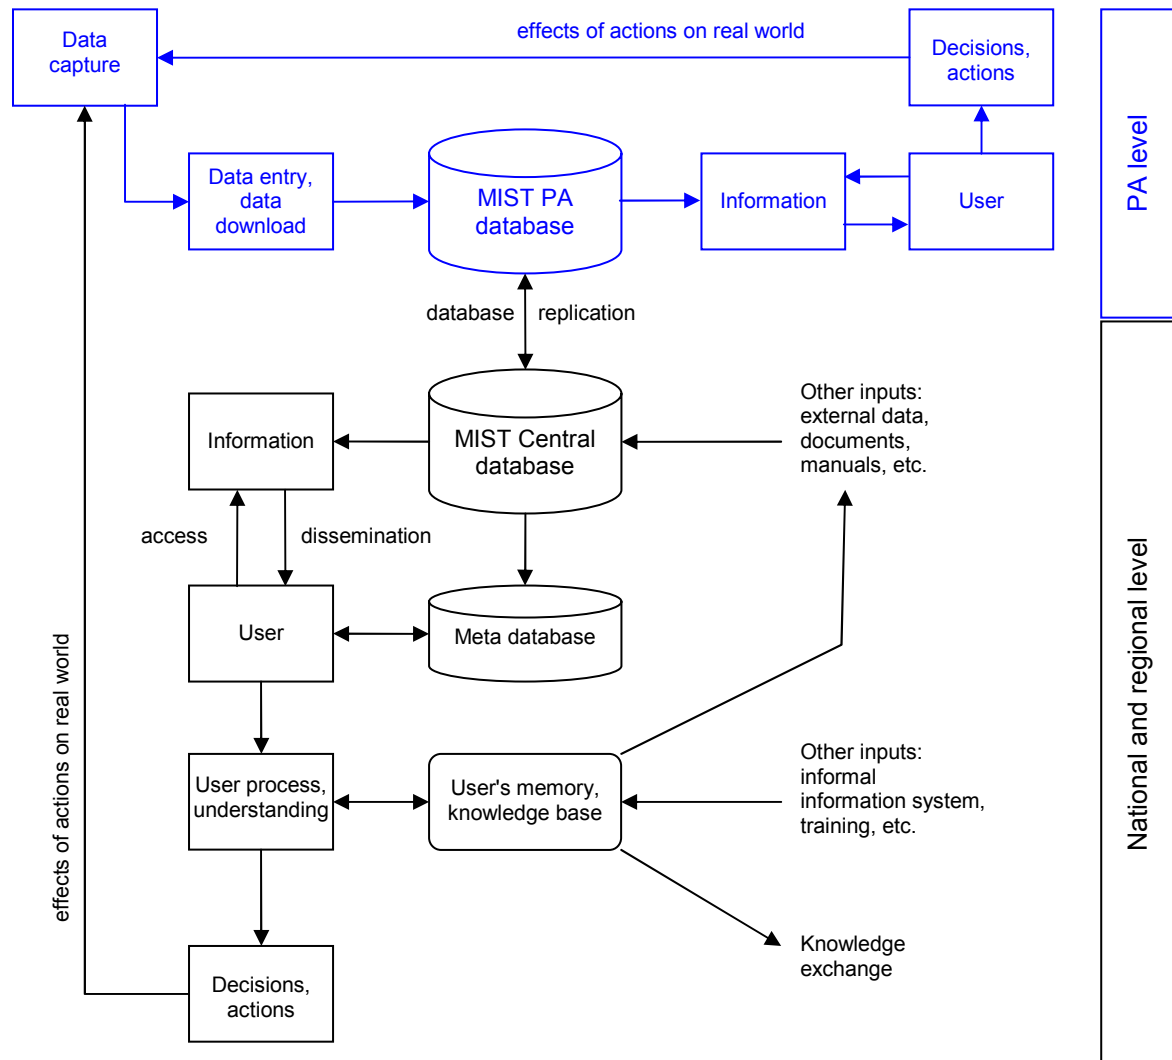 Data
capture
effects of actions on real world
Decisions,
actions
PA level
Data entry,
data
download
MIST PA
database
Information
User
database
replication
Information
MIST Central
database
Other inputs:
external data,
documents,
manuals, etc.
access
dissemination
User
Meta database
effects of actions on real world
National and regional level
User process,
understanding
User's memory,
knowledge base
Other inputs:
informal
information system,
training, etc.
Knowledge
exchange
Decisions,
actions